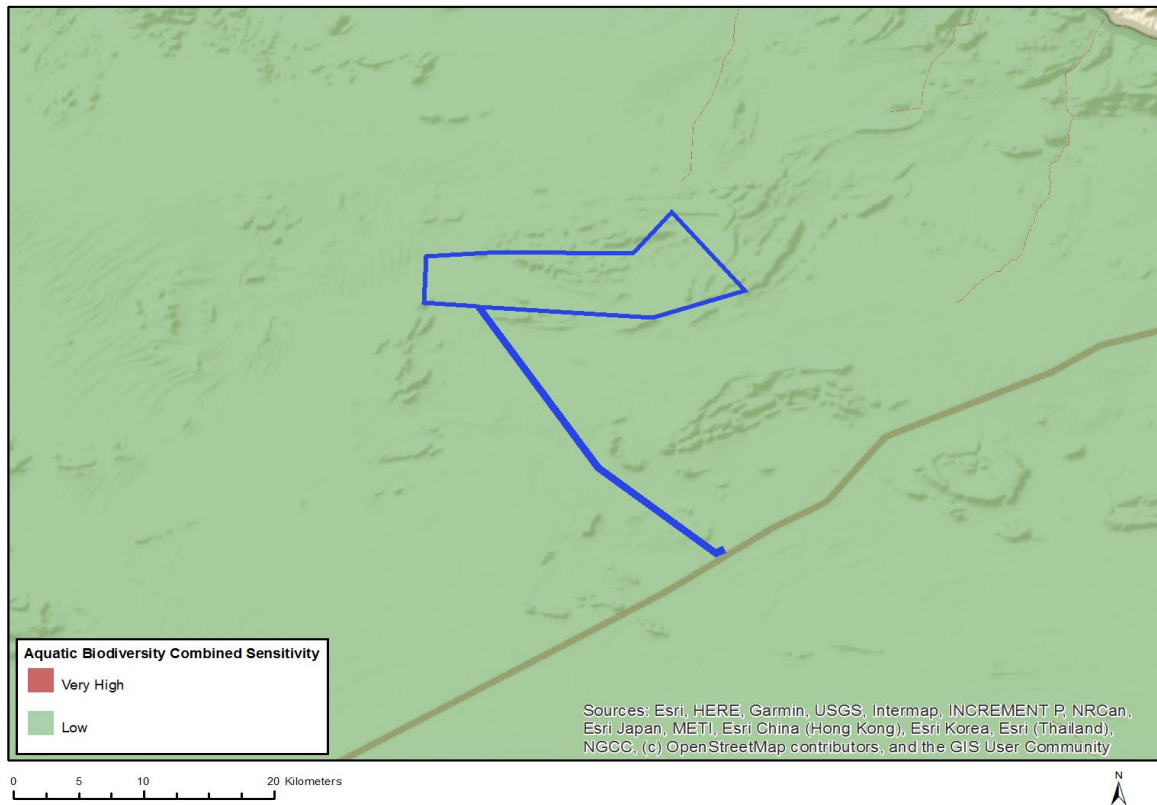 Aquatic Biodiversity Combined Sensitivity
Very High
Low
Sources: Esri, HERE, Garmin, USGS, Intermap, INCREMENT P, NRCan,
Esri Japan, METI, Esri China (Hong Kong), Esri Korea, Esri (Thailand),
NGCC, (c) OpenStreetMap contributors, and the GIS User Community
0 5 10 20 Kilometers
N